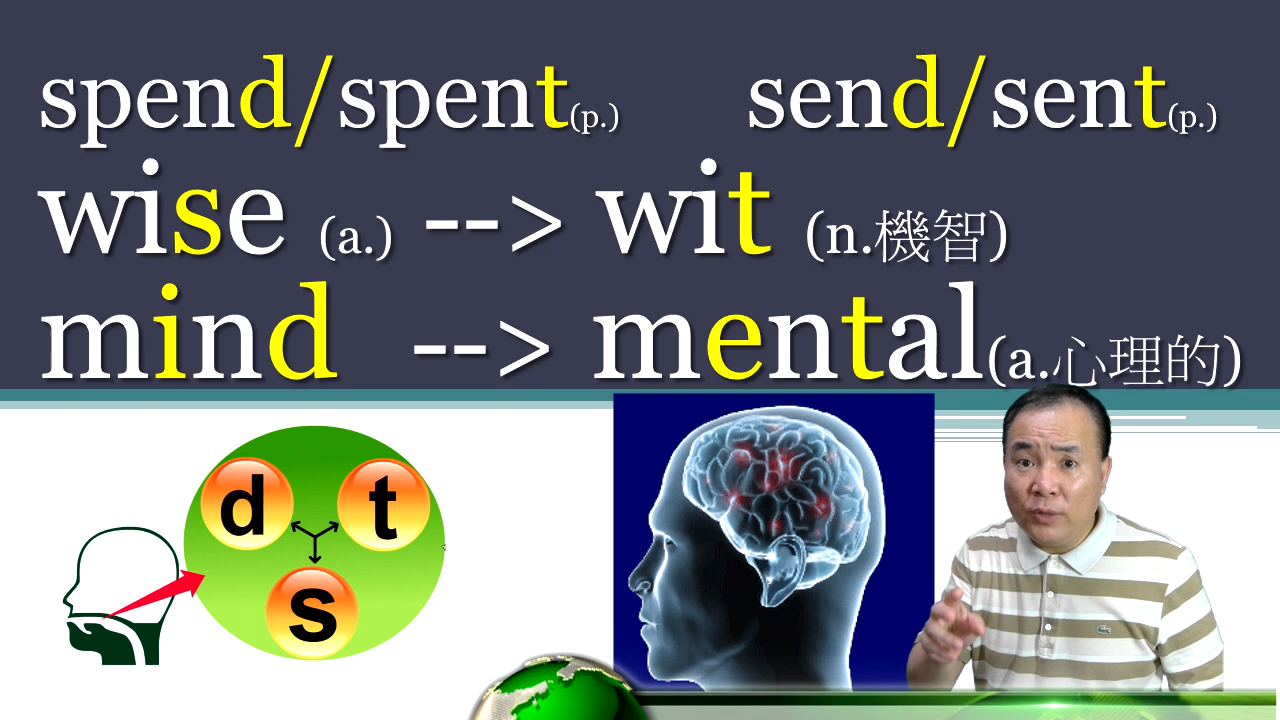 spend/spent(p.) send/sent(p.)
wise (a.) --> wit (n.機智)
mind --> mental(a.心理的)
d t
s